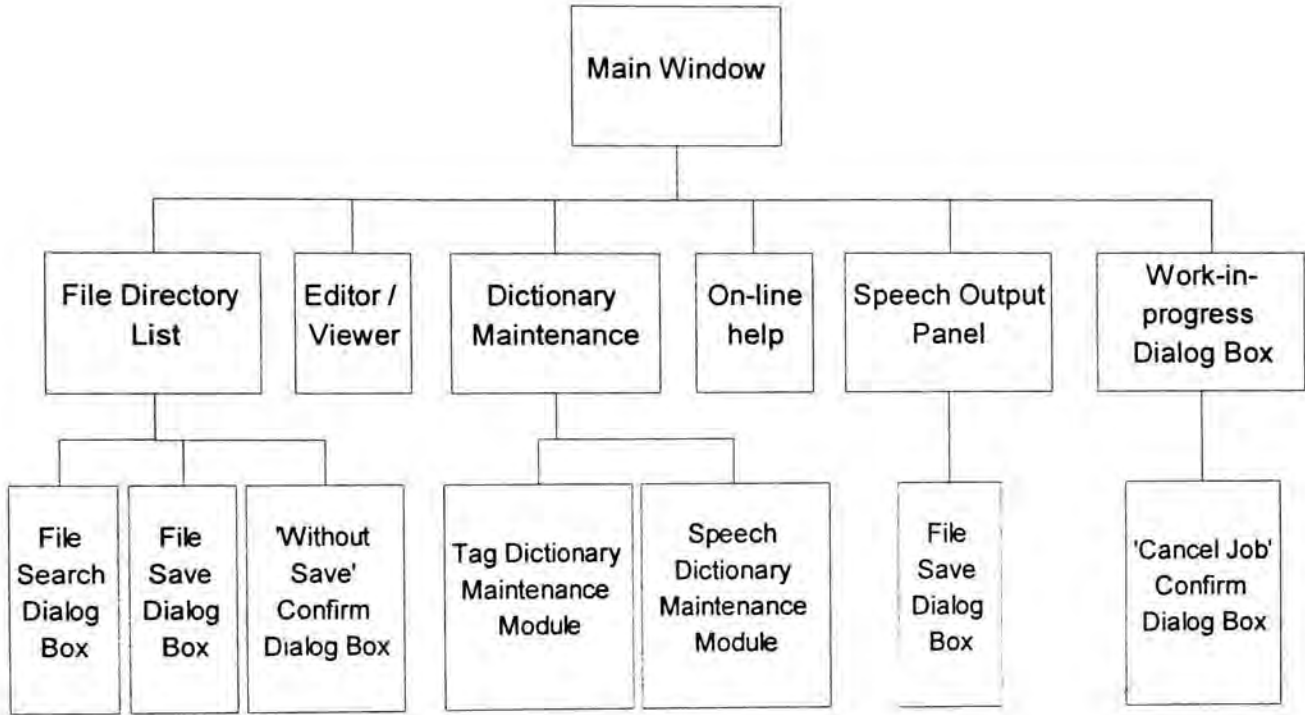 Main Window
File Directory
List
Editor /
Viewer
Dictionary
Maintenance
On-line
help
Speech Output
Panel
Work-in-
progress
Dialog Box
File
Search
Dialog
Box
File
Save
Dialog
Box
'Without
Save'
Confirm
Dialog Box
Tag Dictionary
Maintenance
Module
Speech
Dictionary
Maintenance
Module
File
Save
Dialog
Box
'Cancel Job'
Confirm
Dialog Box